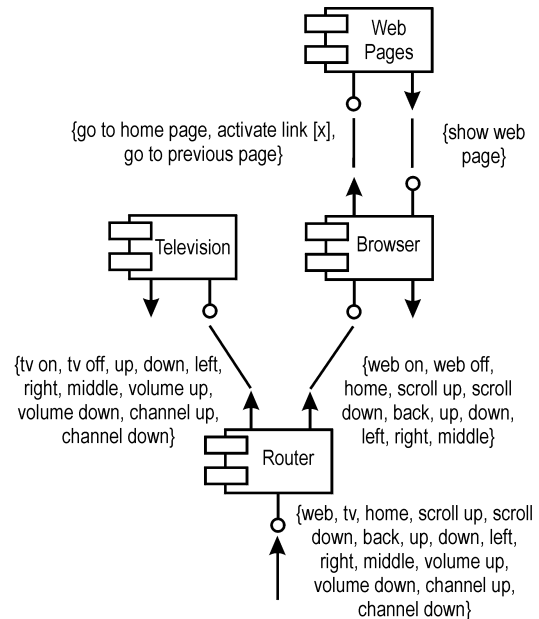 Web
Pages
{go to home page, activate link [x],
go to previous page}
{show web
page}
Television
Browser
{tv on, tv off, up, down, left,
right, middle, volume up,
volume down, channel up,
channel down}
{web on, web off,
home, scroll up, scroll
down, back, up, down,
left, right, middle}
Router
{web, tv, home, scroll up, scroll
down, back, up, down, left,
right, middle, volume up,
volume down, channel up,
channel down}